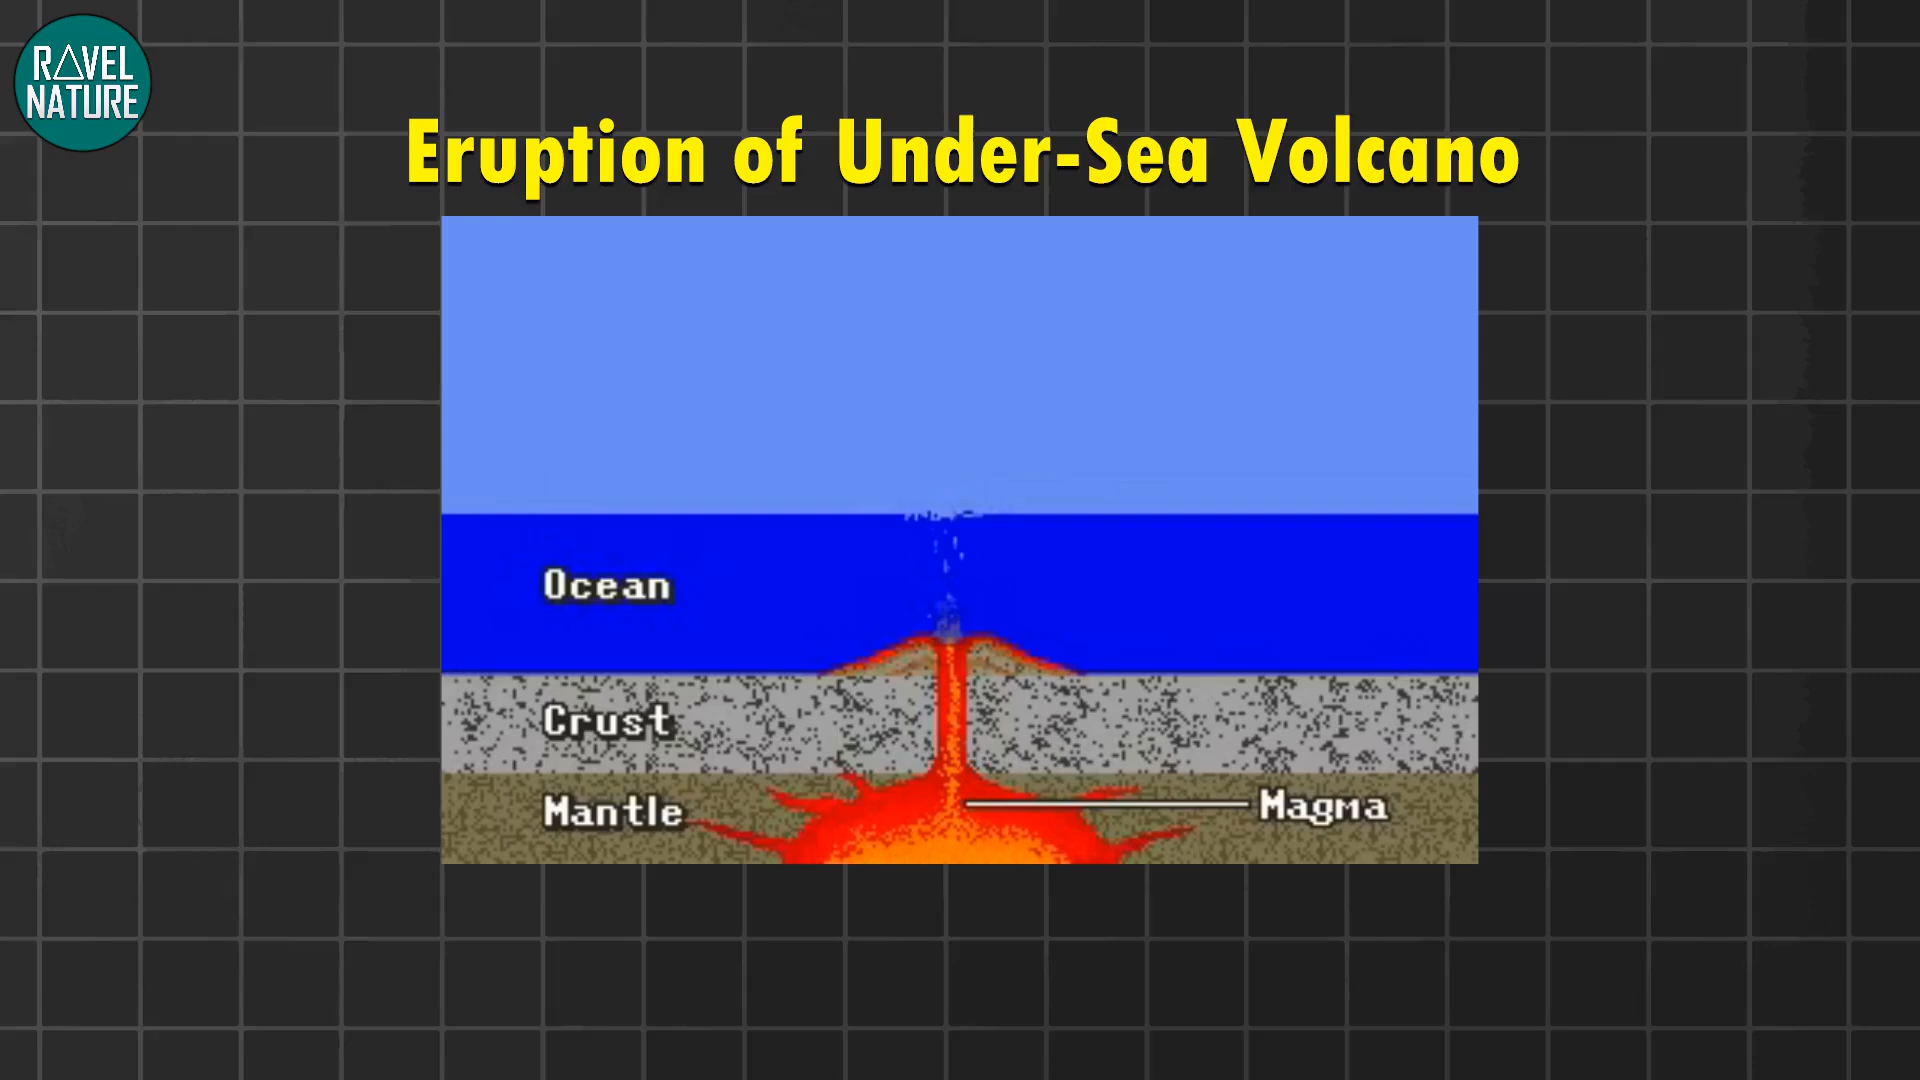 RAVEL
NATURE
Eruption of Under-Sea Volcano
Ocean
Crust
Mantle
Magma